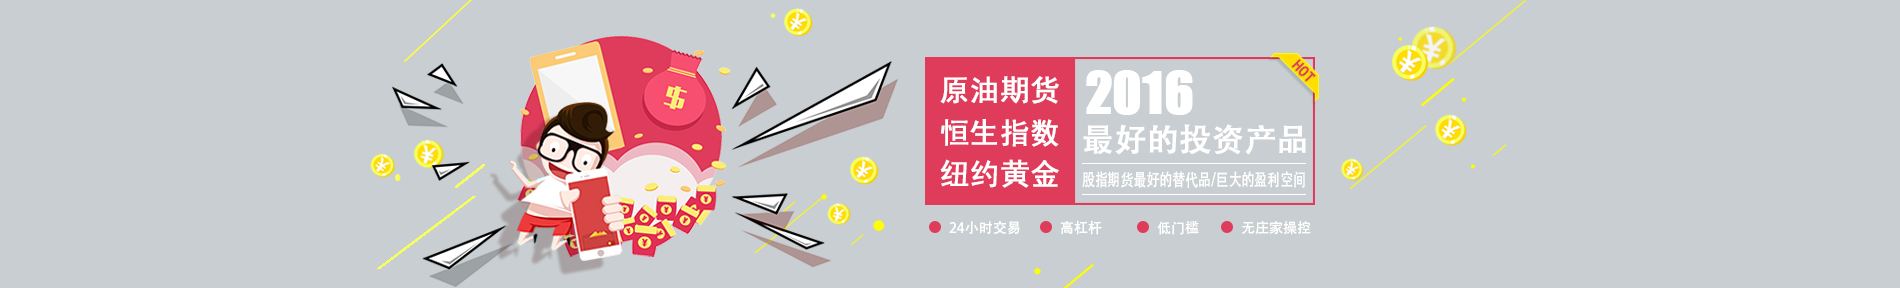 原油期货
恒生指数
纽约黄金
2016
HOT
最好的投资产品
股指期货最好的替代品/巨大的盈利空间
24小时交易
高杠杆
低门槛
无庄家操控